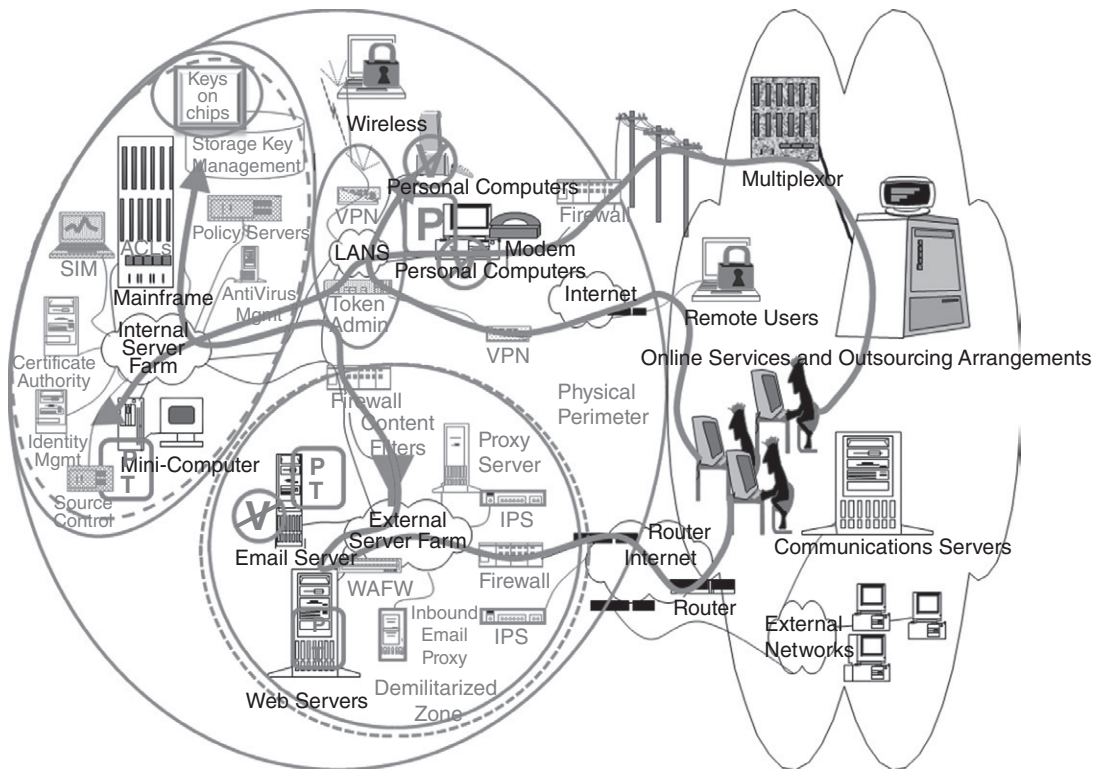 Keys
on
chips
Storage Key
Management
Wireless
V
Personal Computers
Multiplexor
VPN
Policy Servers
P
Firewall
ACLs
SIM
LANS
Modem
V
Personal Computers
Internet
Mainframe
AntiVirus
Mgmt
Token
Admin
Remote Users
Internal
Server
Farm
VPN
Online Services and Outsourcing Arrangements
Certificate
Authority
Physical
Perimeter
Firewall
Content
Filters
Identity
Mgmt
Mini-Computer
P
T
Source
Control
Proxy
Server
P
T
V
IPS
External
Server Farm
Router
Internet
Communications Servers
Email Server
WAFW
Firewall
Router
Inbound
Email
Proxy
IPS
P
T
External
Networks
Web Servers
Demilitarized
Zone